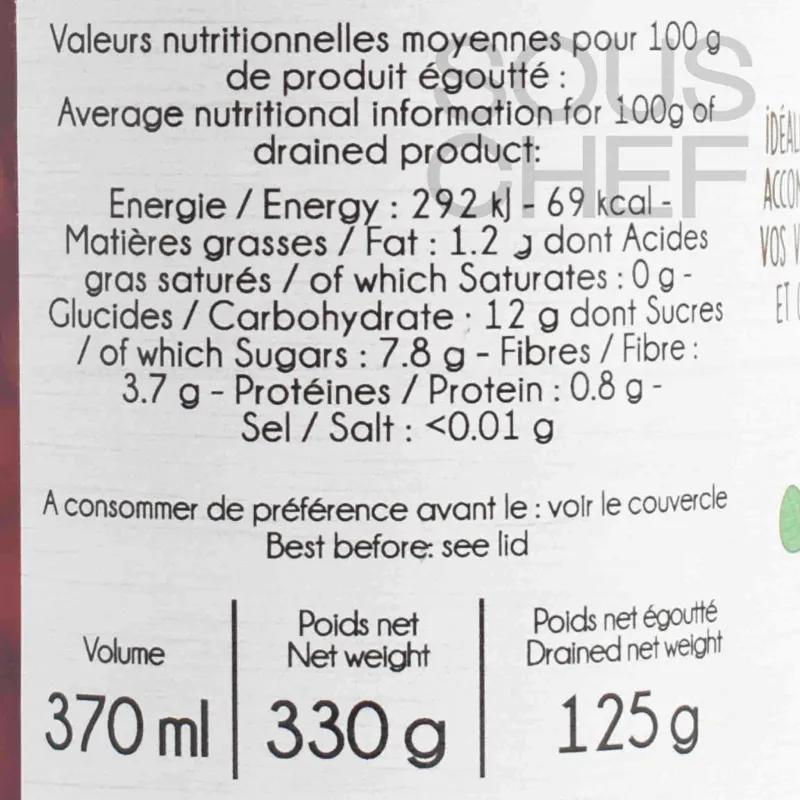 Valeurs nutritionnelles moyennes pour 100 g
de produit égoutté :
Average nutritional information for 100g of
drained product:
Energie / Energy : 292 kJ - 69 kcal -
Matières grasses / Fat : 1.2 g dont Acides
gras saturés / of which Saturates : 0 g -
Glucides / Carbohydrate : 12 g dont Sucres
/ of which Sugars : 7.8 g - Fibres / Fibre :
3.7 g - Protéines / Protein : 0.8 g -
Sel / Salt : <0.01 g
A consommer de préférence avant le : voir le couvercle
Best before: see lid
Volume
370 ml
Poids net
Net weight
330 g
Poids net égoutté
Drained net weight
125 g
SOUS
CHEF
VOS
ET